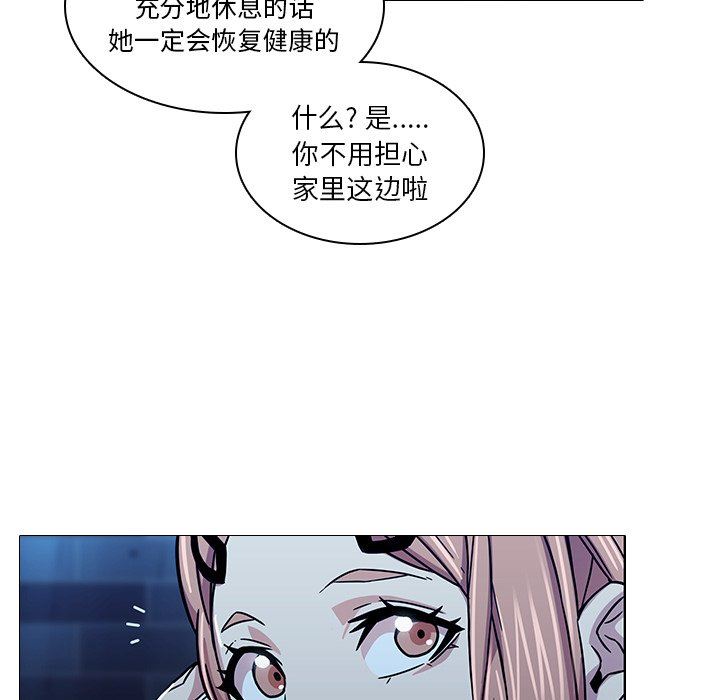 充分地休息的话
她一定会恢复健康的
什么? 是.....
你不用担心
家里这边啦